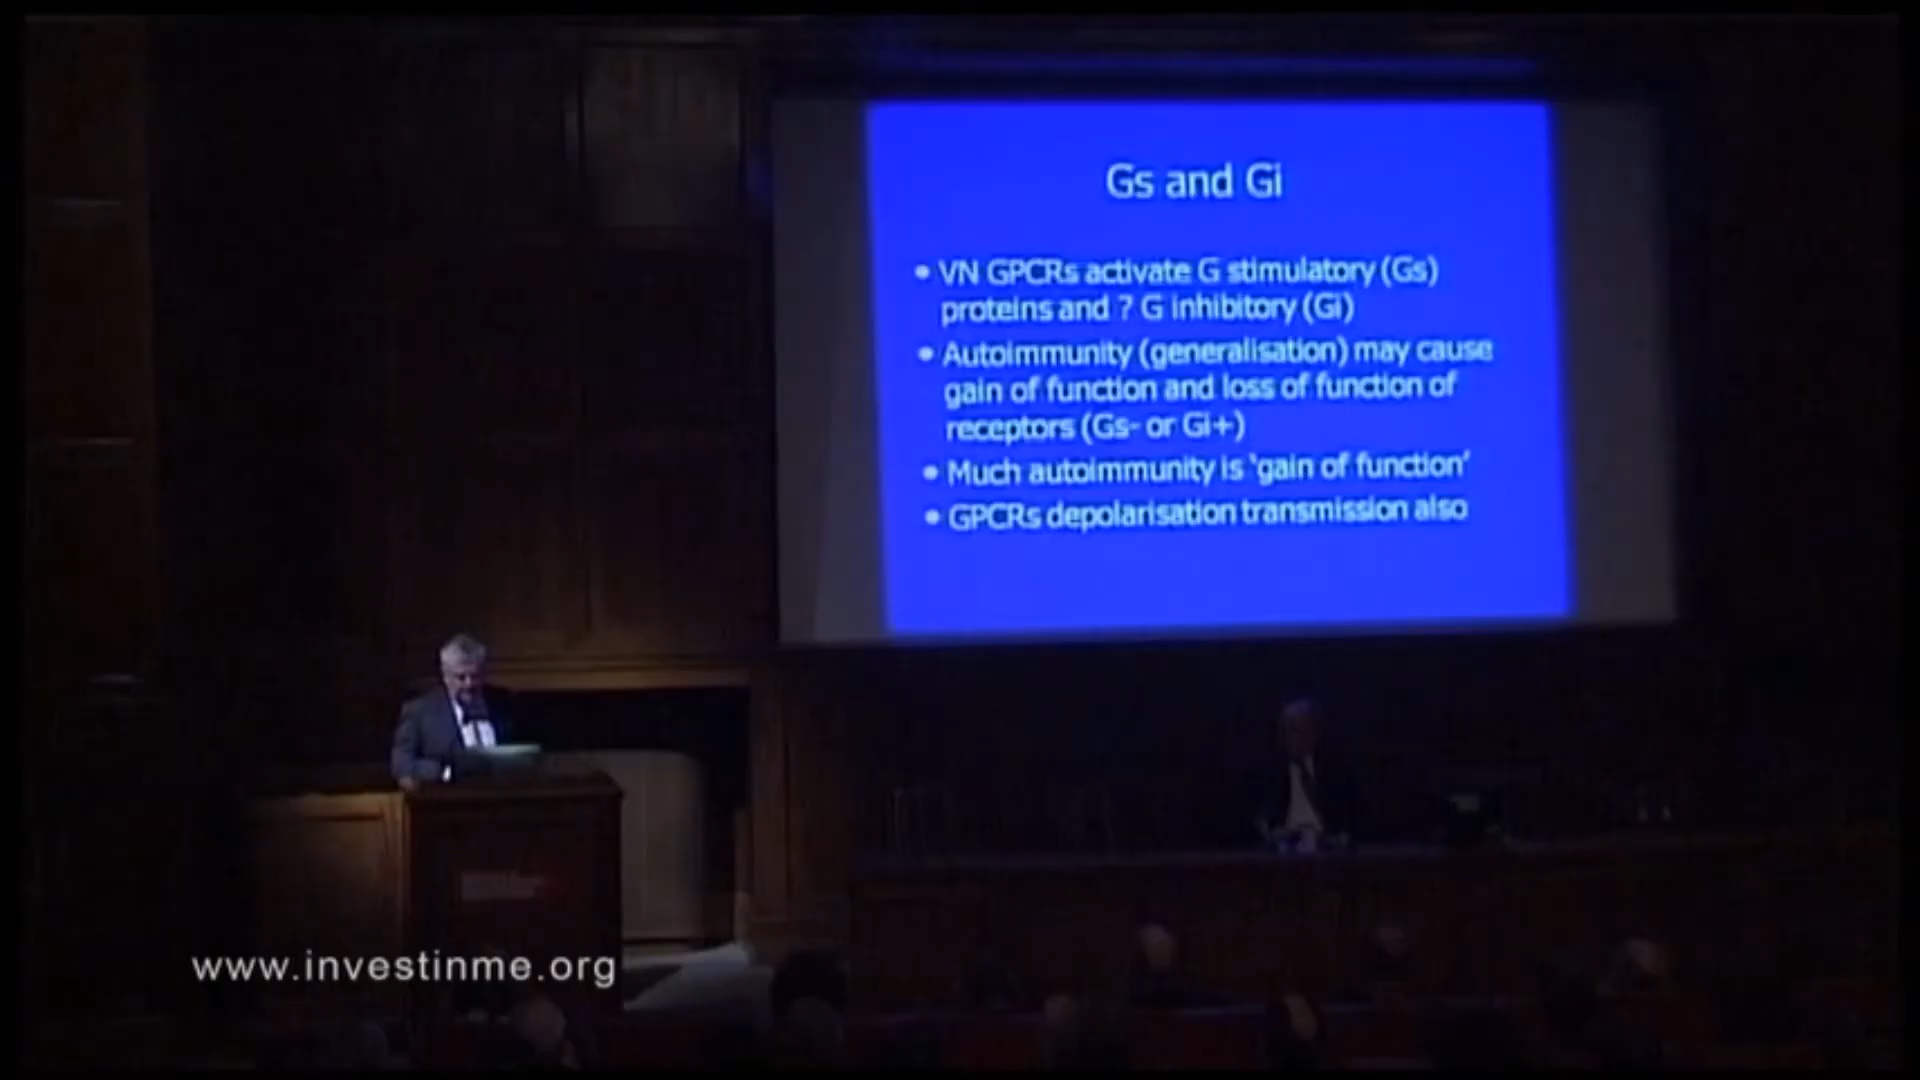 Gs and Gi
• VN GPCRs activate G stimulatory (Gs)
proteins and ? G inhibitory (Gi)
• Autoimmunity (generalisation) may cause
gain of function and loss of function of
receptors (Gs- or Gi+)
• Much autoimmunity is ‘gain of function’
• GPCRs depolarisation transmission also
www.investinme.org